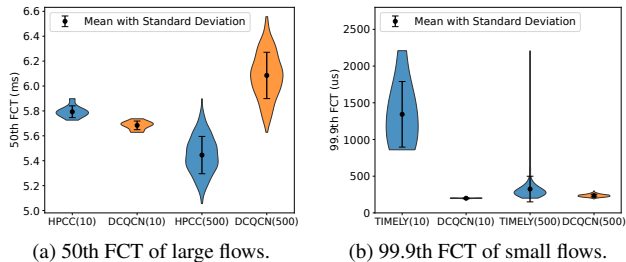 Mean with Standard Deviation
50th FCT (ms)
6.6
6.4
6.2
6.0
5.8
5.6
5.4
5.2
5.0
HPCC(10) DCQCN(10) HPCC(500) DCQCN(500)
(a) 50th FCT of large flows.
Mean with Standard Deviation
99.9th FCT (us)
2500
2000
1500
1000
500
0
TIMELY(10) DCQCN(10) TIMELY(500) DCQCN(500)
(b) 99.9th FCT of small flows.